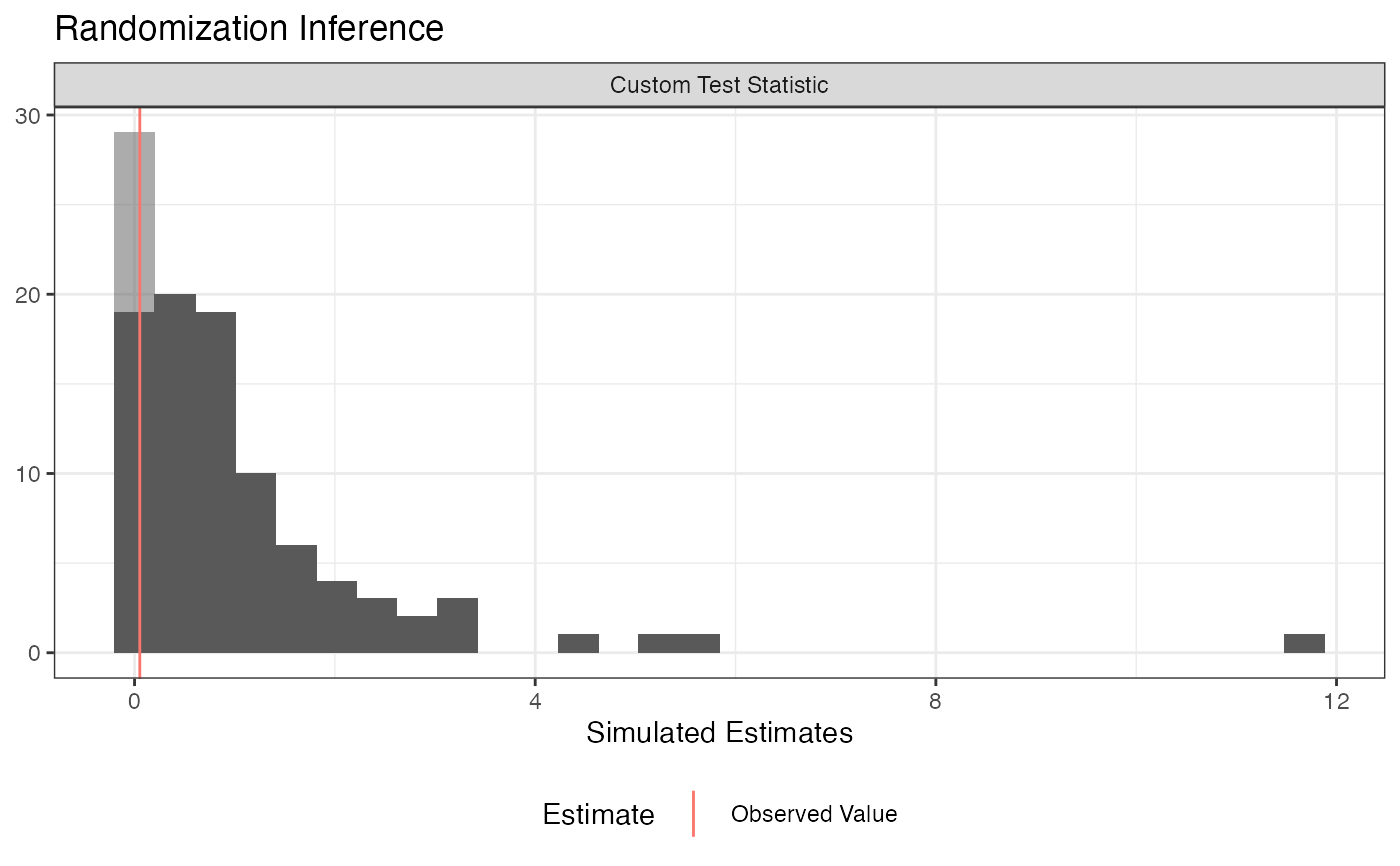 Randomization Inference
Custom Test Statistic
30
20
10
0
0 4 8 12
Simulated Estimates
Estimate Observed Value